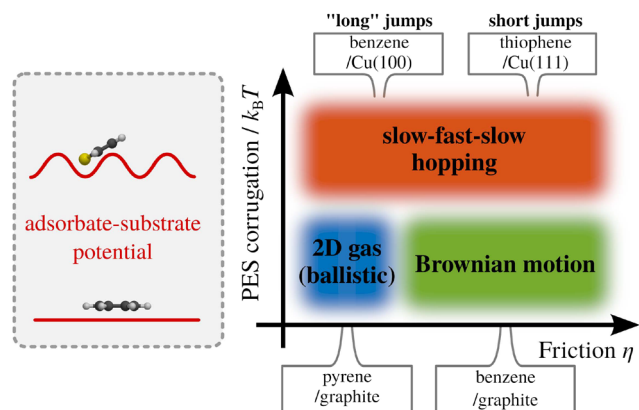 "long" jumps
short jumps
benzene
/Cu(100)
thiophene
/Cu(111)
PES corrugation / kBT
slow-fast-slow
hopping
adsorbate-substrate
potential
2D gas
(ballistic)
Brownian motion
Friction η
pyrene
/graphite
benzene
/graphite